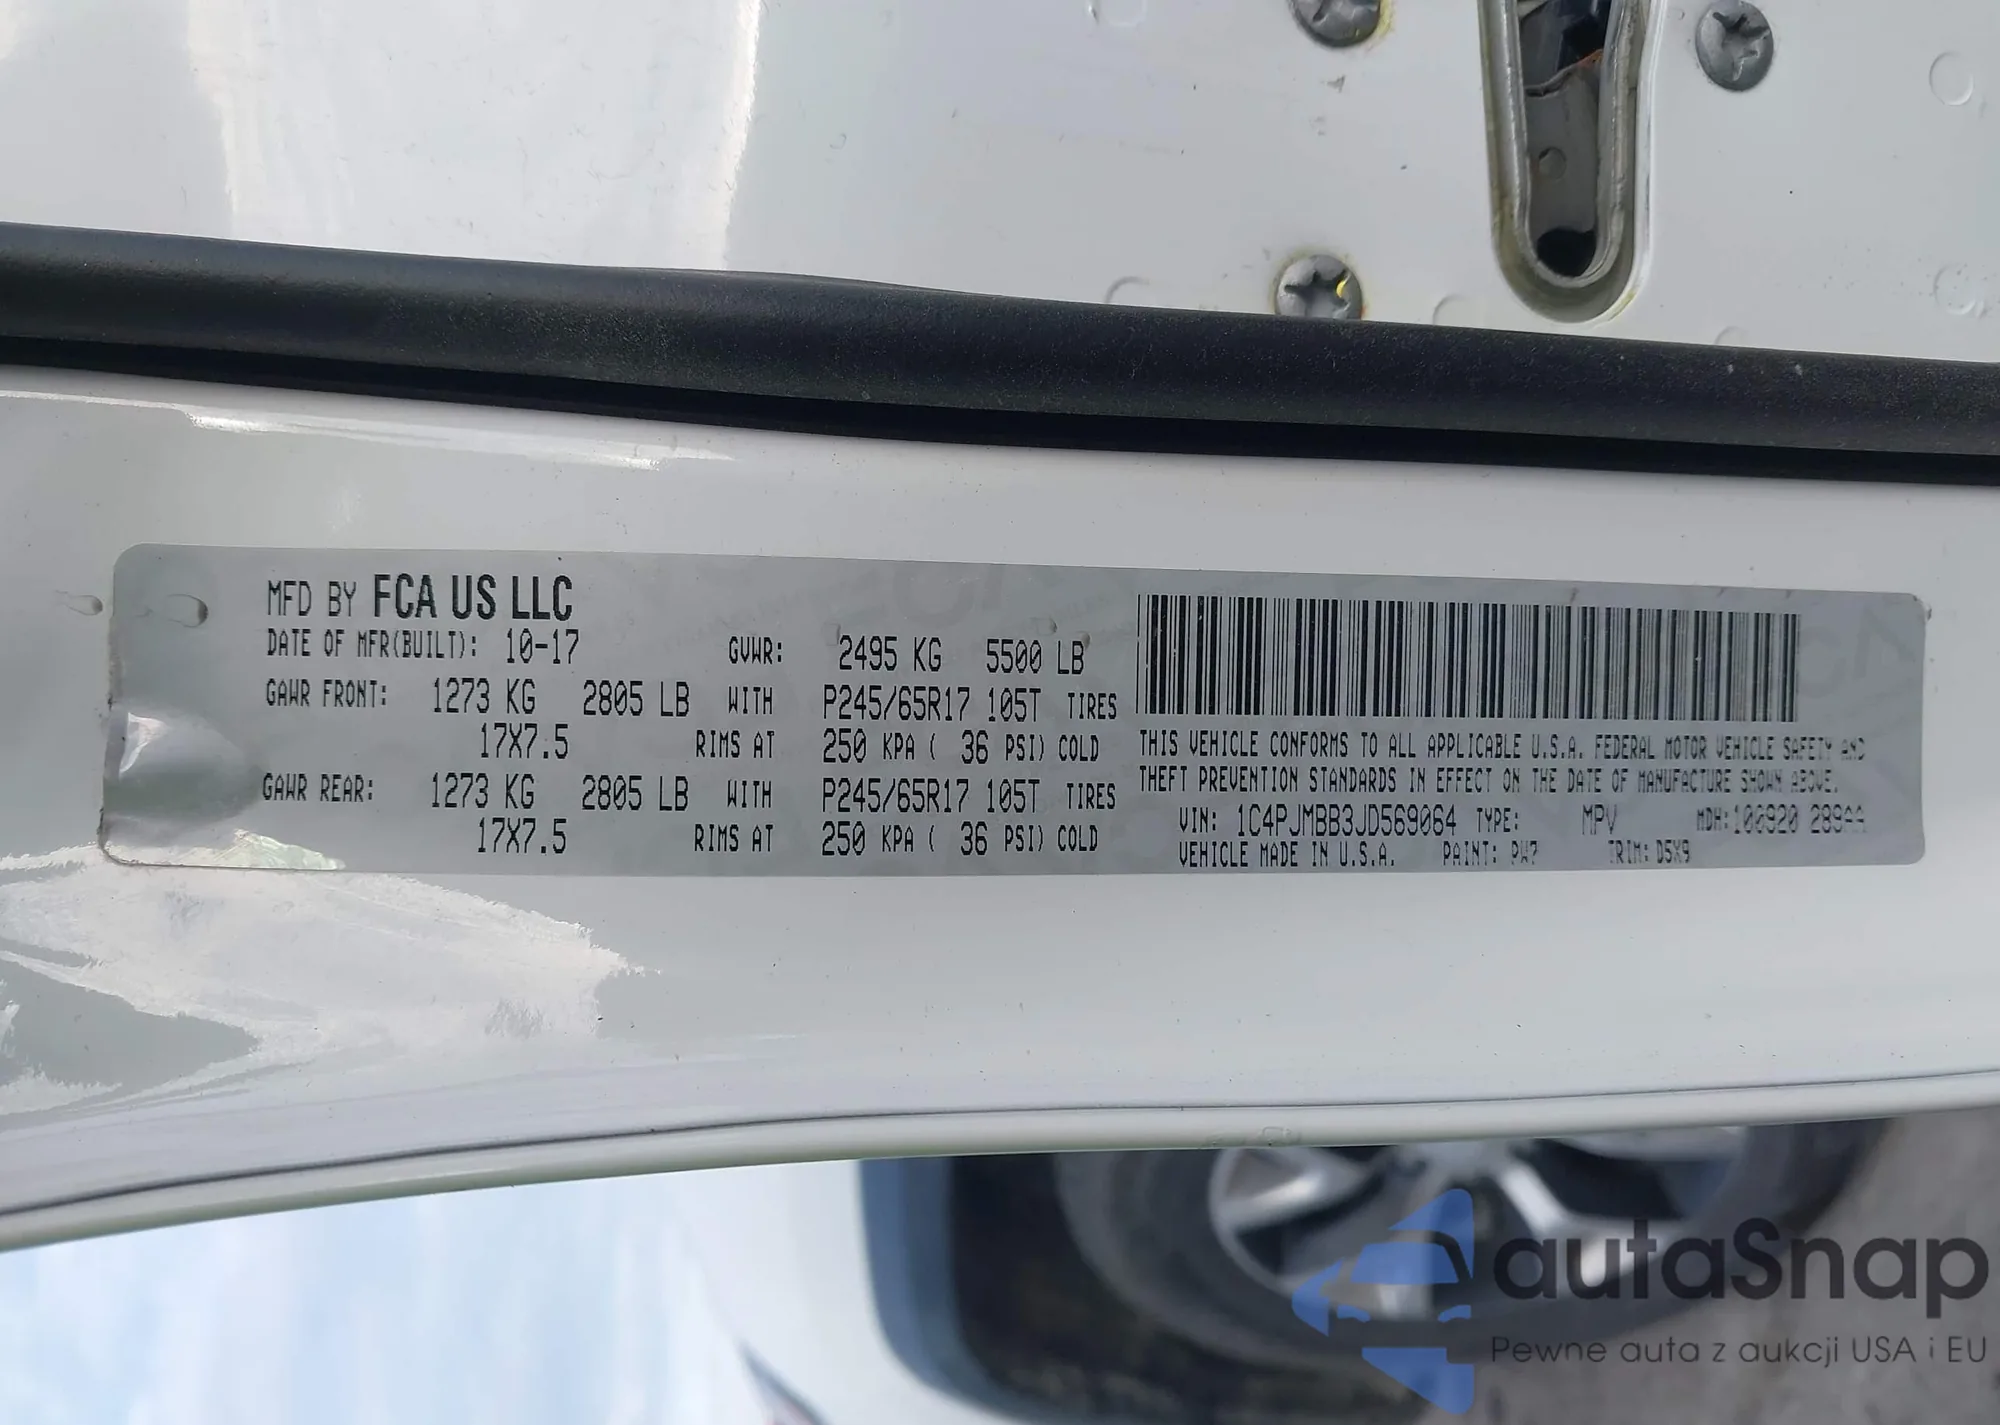 MFD BY FCA US LLC
DATE OF MFR(BUILT): 10-17 GVWR: 2495 KG 5500 LB
GAWR FRONT: 1273 KG 2805 LB WITH P245/65R17 105T TIRES
17X7.5 RIMS AT 250 KPA ( 36 PSI) COLD
GAWR REAR: 1273 KG 2805 LB WITH P245/65R17 105T TIRES
17X7.5 RIMS AT 250 KPA ( 36 PSI) COLD
THIS VEHICLE CONFORMS TO ALL APPLICABLE U.S.A. FEDERAL MOTOR VEHICLE SAFETY AND
THEFT PREVENTION STANDARDS IN EFFECT ON THE DATE OF MANUFACTURE SHOWN ABOVE.
VIN: 1C4PJMBB3JD569064 TYPE: MPV MDH:
VEHICLE MADE IN U.S.A. PAINT: PW7 TRIM: D5X9
autaSnap
Pewne auta z aukcji USA i EU